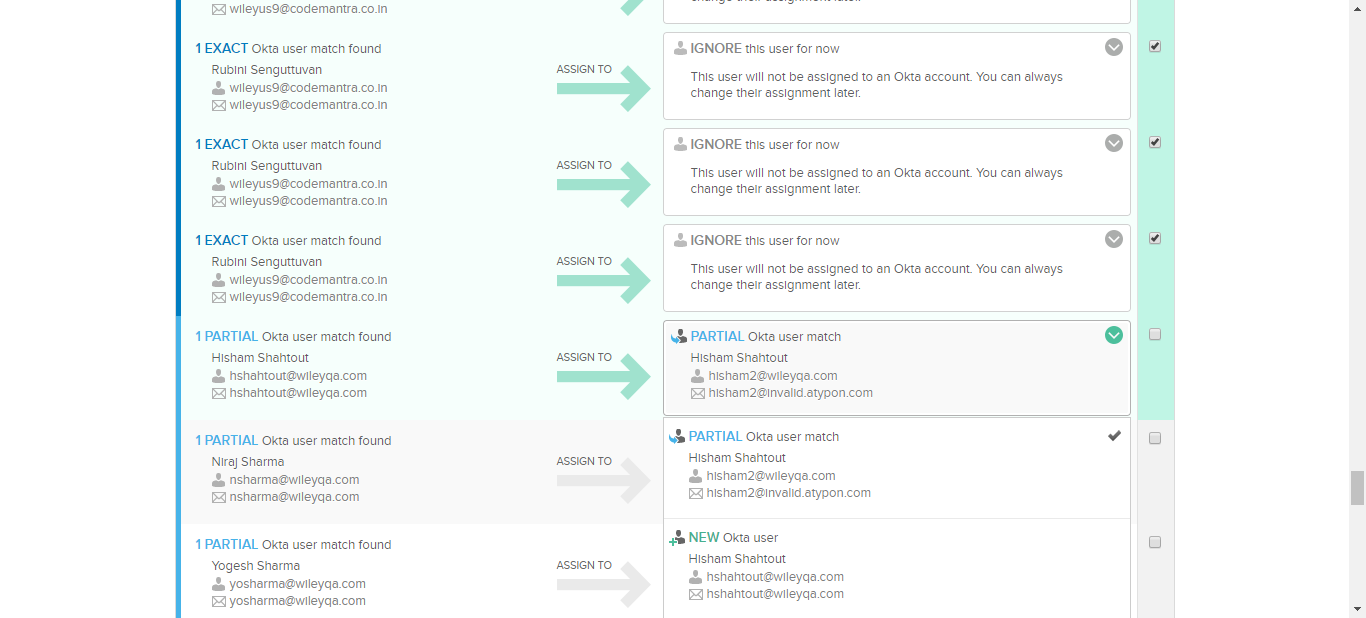 wileyus9@codemantra.co.in
change their assignment later.
1 EXACT Okta user match found
Rubini Senguttuvan
wileyus9@codemantra.co.in
wileyus9@codemantra.co.in
ASSIGN TO
IGNORE this user for now
This user will not be assigned to an Okta account. You can always
change their assignment later.
1 EXACT Okta user match found
Rubini Senguttuvan
wileyus9@codemantra.co.in
wileyus9@codemantra.co.in
ASSIGN TO
IGNORE this user for now
This user will not be assigned to an Okta account. You can always
change their assignment later.
1 EXACT Okta user match found
Rubini Senguttuvan
wileyus9@codemantra.co.in
wileyus9@codemantra.co.in
ASSIGN TO
IGNORE this user for now
This user will not be assigned to an Okta account. You can always
change their assignment later.
1 PARTIAL Okta user match found
Hisham Shahtout
hshahtout@wileyqa.com
hshahtout@wileyqa.com
ASSIGN TO
PARTIAL Okta user match
Hisham Shahtout
hisham2@wileyqa.com
hisham2@invalid.atypon.com
1 PARTIAL Okta user match found
Niraj Sharma
nsharma@wileyqa.com
nsharma@wileyqa.com
ASSIGN TO
PARTIAL Okta user match
Hisham Shahtout
hisham2@wileyqa.com
hisham2@invalid.atypon.com
1 PARTIAL Okta user match found
Yogesh Sharma
yosharma@wileyqa.com
yosharma@wileyqa.com
ASSIGN TO
NEW Okta user
Hisham Shahtout
hshahtout@wileyqa.com
hshahtout@wileyqa.com